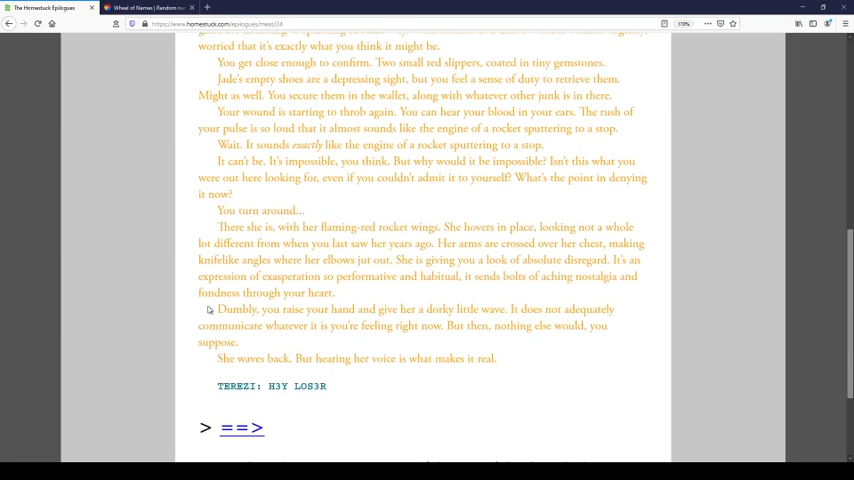 The Homestuck Epilogues
Wheel of Names | Random
https://www.homestuck.com/epilogues/meat/24
170%
worried that it's exactly what you think it might be.
You get close enough to confirm. Two small red slippers, coated in tiny gemstones.
Jade's empty shoes are a depressing sight, but you feel a sense of duty to retrieve them.
Might as well. You secure them in the wallet, along with whatever other junk is in there.
Your wound is starting to throb again. You can hear your blood in your ears. The rush of
your pulse is so loud that it almost sounds like the engine of a rocket sputtering to a stop.
Wait. It sounds exactly like the engine of a rocket sputtering to a stop.
It can't be. It's impossible, you think. But why would it be impossible? Isn't this what you
were out here looking for, even if you couldn't admit it to yourself? What's the point in denying
it now?
You turn around...
There she is, with her flaming-red rocket wings. She hovers in place, looking not a whole
lot different from when you last saw her years ago. Her arms are crossed over her chest, making
knifelike angles where her elbows jut out. She is giving you a look of absolute disregard. It's an
expression of exasperation so performative and habitual, it sends bolts of aching nostalgia and
fondness through your heart.
Dumbly, you raise your hand and give her a dorky little wave. It does not adequately
communicate whatever it is you're feeling right now. But then, nothing else would, you
suppose.
She waves back. But hearing her voice is what makes it real.
TEREZI: H3Y LOS3R
> ==>